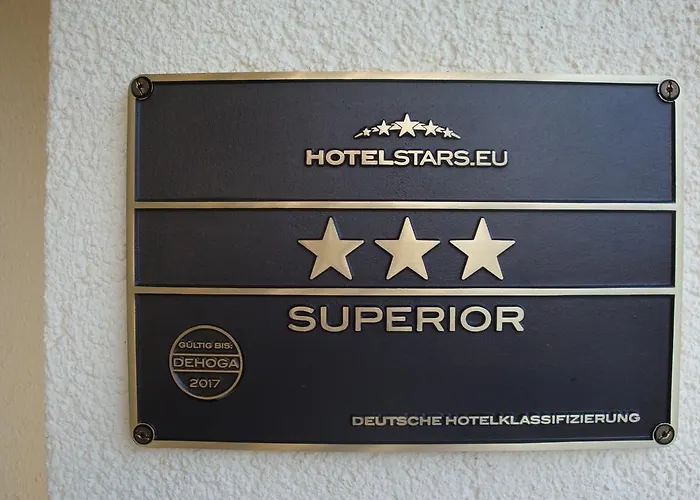 HOTELSTARS.EU
SUPERIOR
GÜLTIG BIS:
DEHOGA
2017
DEUTSCHE HOTELKLASSIFIZIERUNG